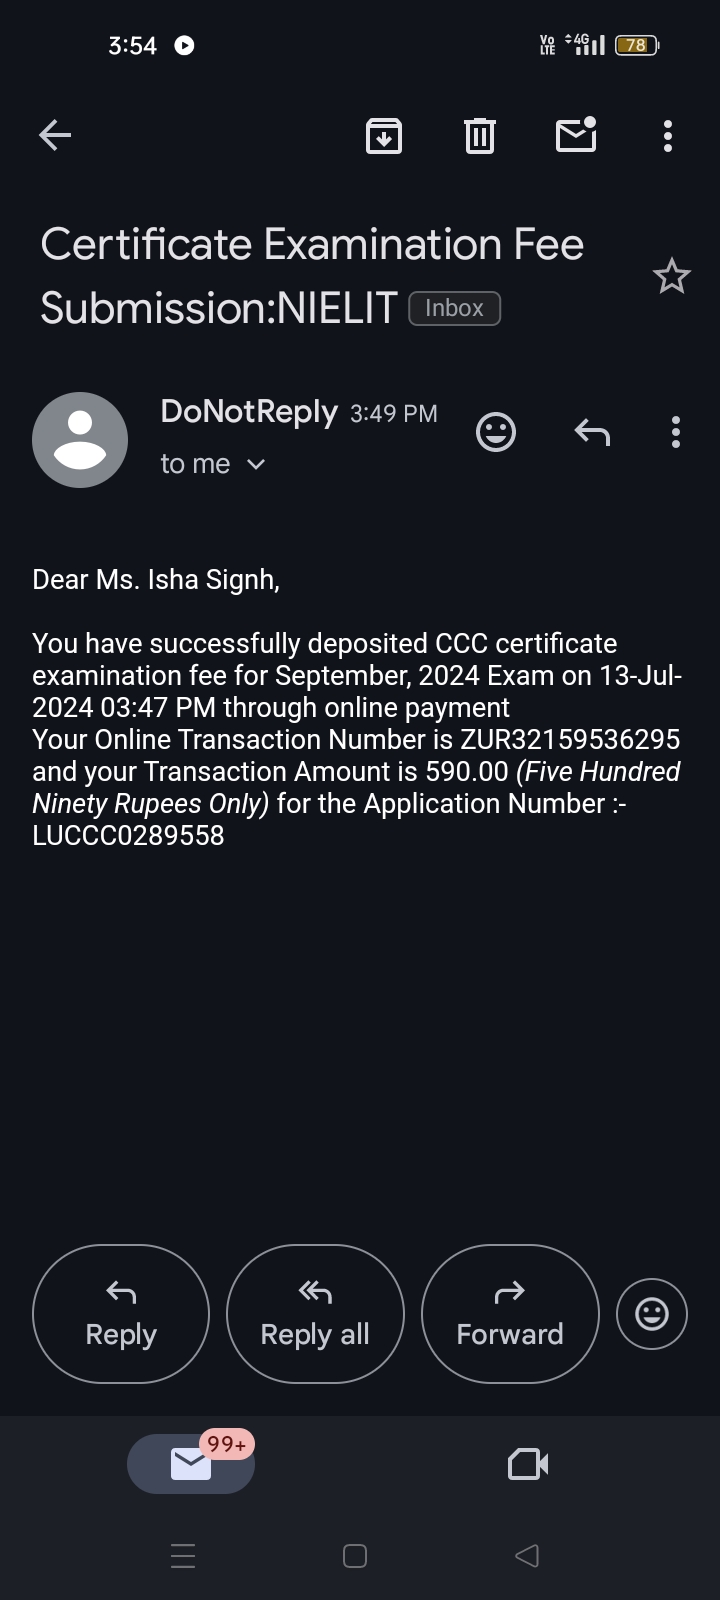 3:54
Vo LTE 4G 78
Certificate Examination Fee
Submission:NIELIT Inbox
DoNotReply 3:49 PM
to me
Dear Ms. Isha Signh,
You have successfully deposited CCC certificate
examination fee for September, 2024 Exam on 13-Jul-
2024 03:47 PM through online payment
Your Online Transaction Number is ZUR32159536295
and your Transaction Amount is 590.00 (Five Hundred
Ninety Rupees Only) for the Application Number :-
LUCCC0289558
Reply
Reply all
Forward
99+